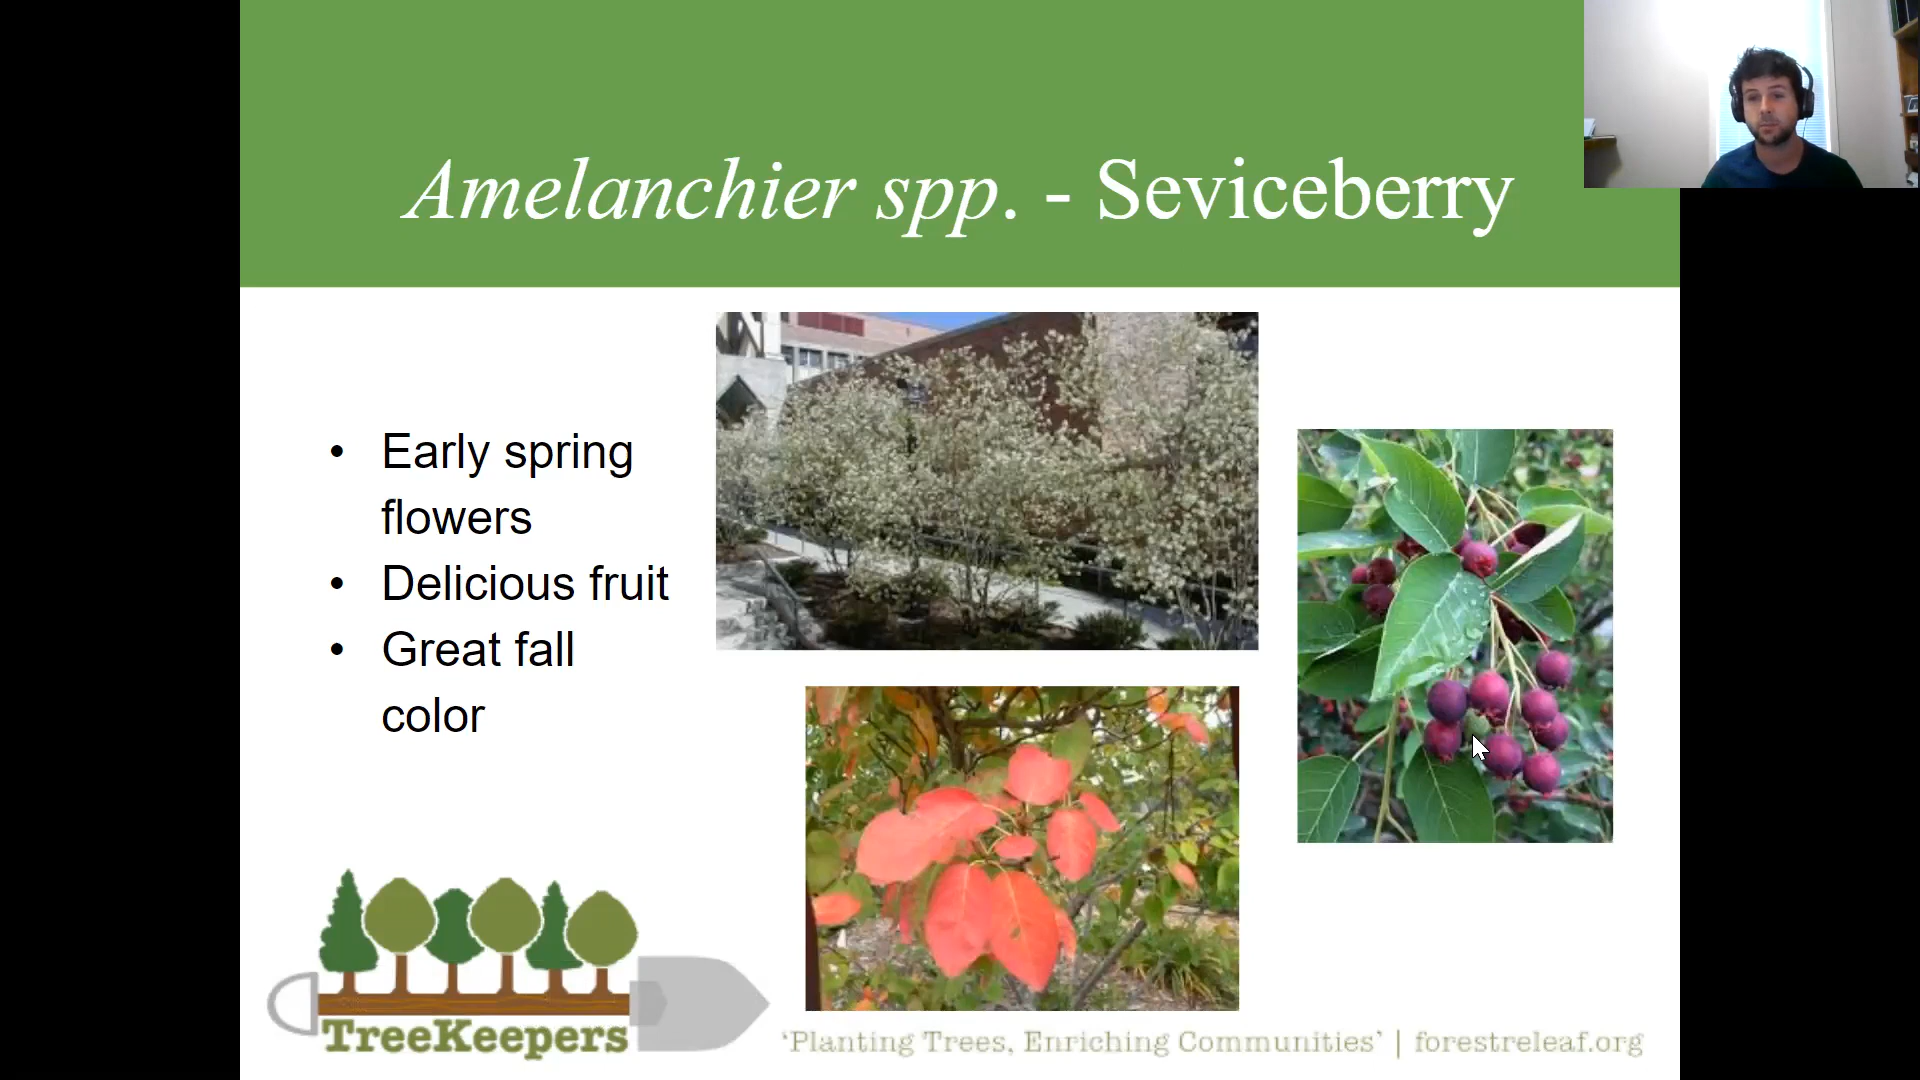 Amelanchier spp. - Seviceberry
• Early spring
flowers
• Delicious fruit
• Great fall
color
TreeKeepers
‘Planting Trees, Enriching Communities’ | forestreleaf.org